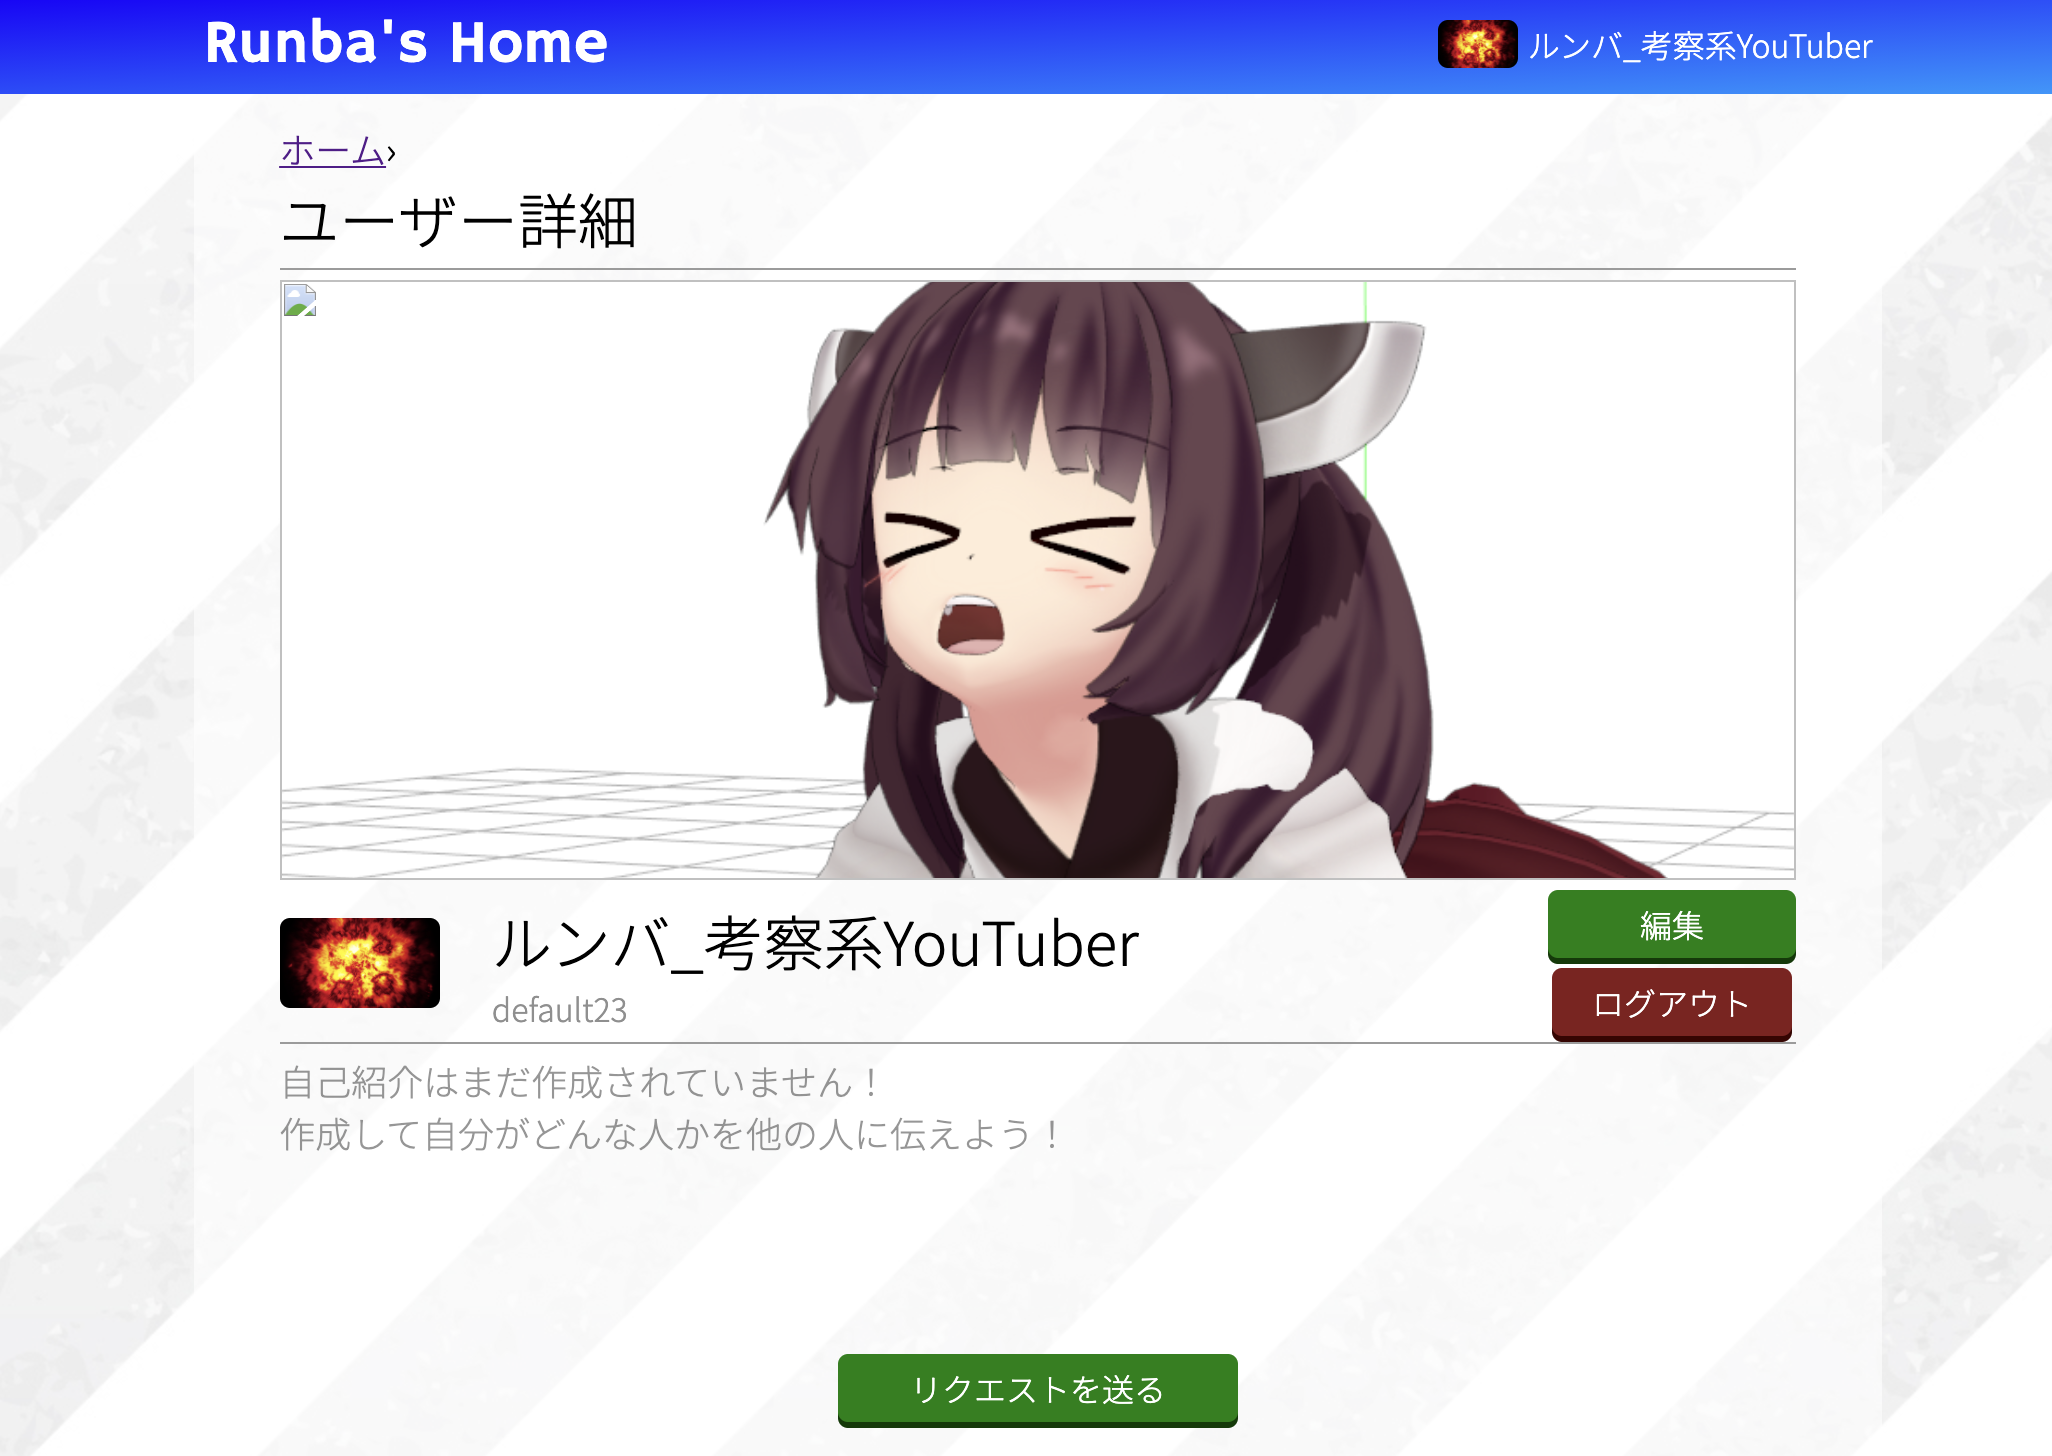 Runba's Home
ルンバ_考察系YouTuber
ホーム›
ユーザー詳細
ルンバ_考察系YouTuber
default23
編集
ログアウト
自己紹介はまだ作成されていません！
作成して自分がどんな人かを他の人に伝えよう！
リクエストを送る